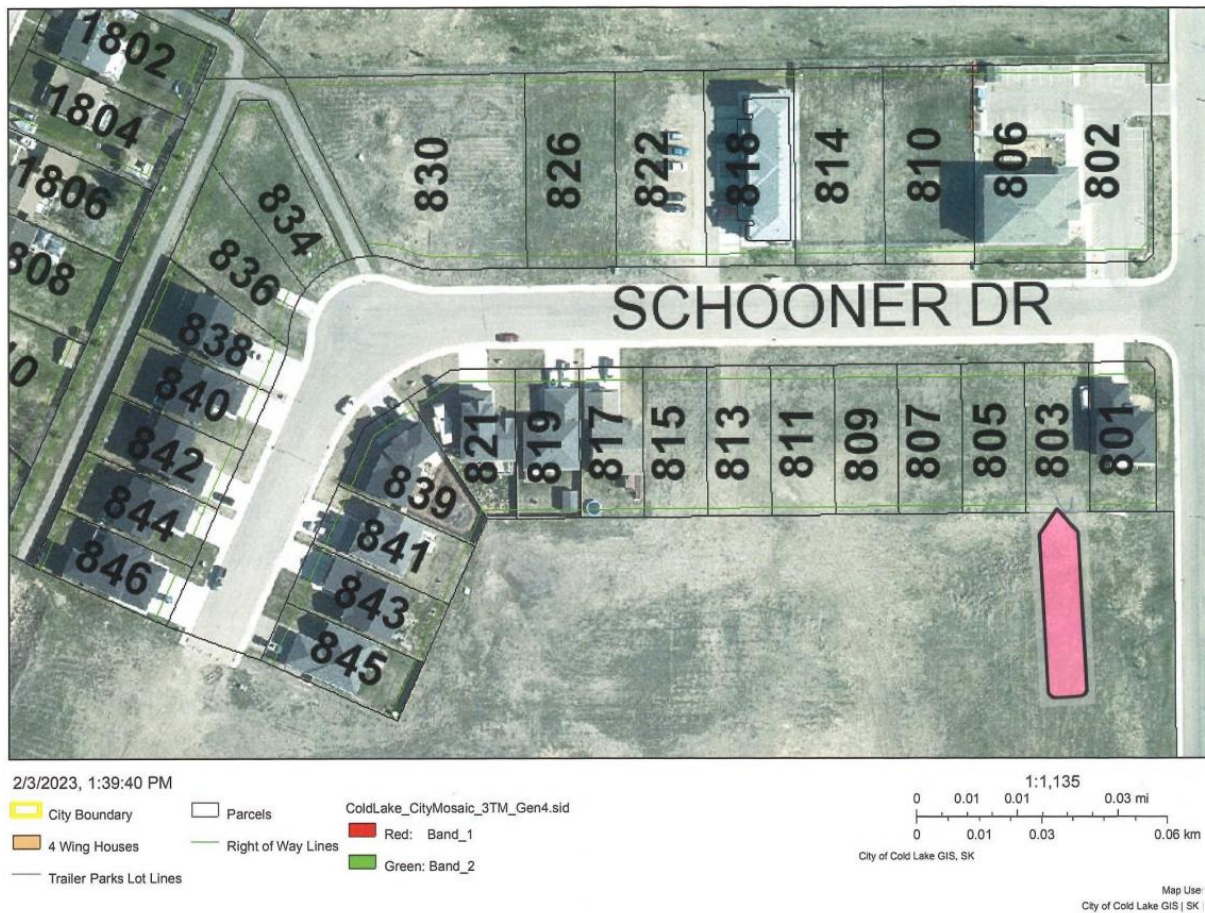 1802
1804
1806
808
10
834
836
838
840
842
844
846
830
826
822
818
814
810
806
802
SCHOONER DR
821
819
817
815
813
811
809
807
805
803
801
839
841
843
845
2/3/2023, 1:39:40 PM
City Boundary
4 Wing Houses
Trailer Parks Lot Lines
Parcels
Right of Way Lines
ColdLake_CityMosaic_3TM_Gen4.sid
Red: Band_1
Green: Band_2
1:1,135
0 0.01 0.01 0.03 mi
0 0.01 0.03 0.06 km
City of Cold Lake GIS, SK
Map Use
City of Cold Lake GIS | SK